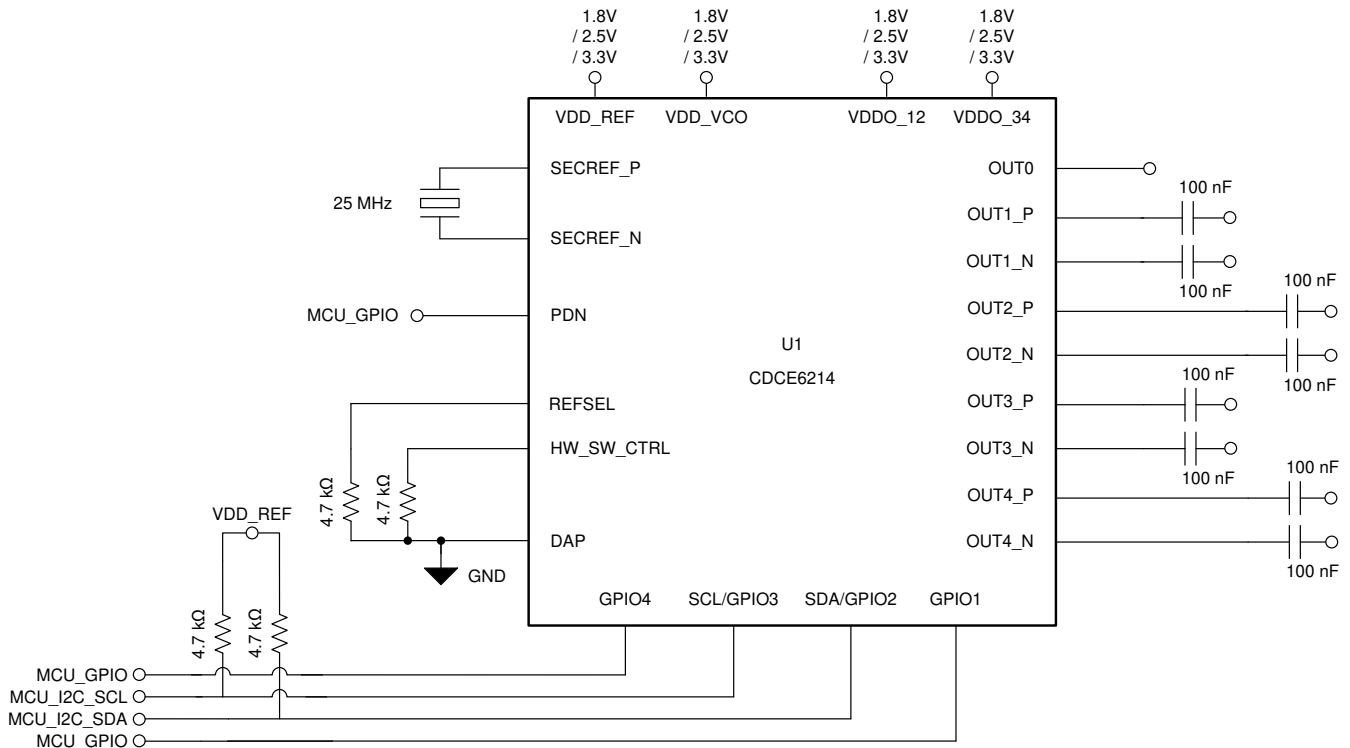 1.8V
/ 2.5V
/ 3.3V
1.8V
/ 2.5V
/ 3.3V
1.8V
/ 2.5V
/ 3.3V
1.8V
/ 2.5V
/ 3.3V
VDD_REF
VDD_VCO
VDDO_12
VDDO_34
SECREF_P
25 MHz
SECREF_N
MCU_GPIO
PDN
REFSEL
HW_SW_CTRL
4.7 kΩ
4.7 kΩ
DAP
GND
U1
CDCE6214
OUT0
OUT1_P
100 nF
OUT1_N
100 nF
OUT2_P
100 nF
OUT2_N
100 nF
OUT3_P
100 nF
OUT3_N
100 nF
OUT4_P
100 nF
OUT4_N
100 nF
GPIO4
SCL/GPIO3
SDA/GPIO2
GPIO1
VDD_REF
4.7 kΩ
4.7 kΩ
MCU_GPIO
MCU_I2C_SCL
MCU_I2C_SDA
MCU_GPIO